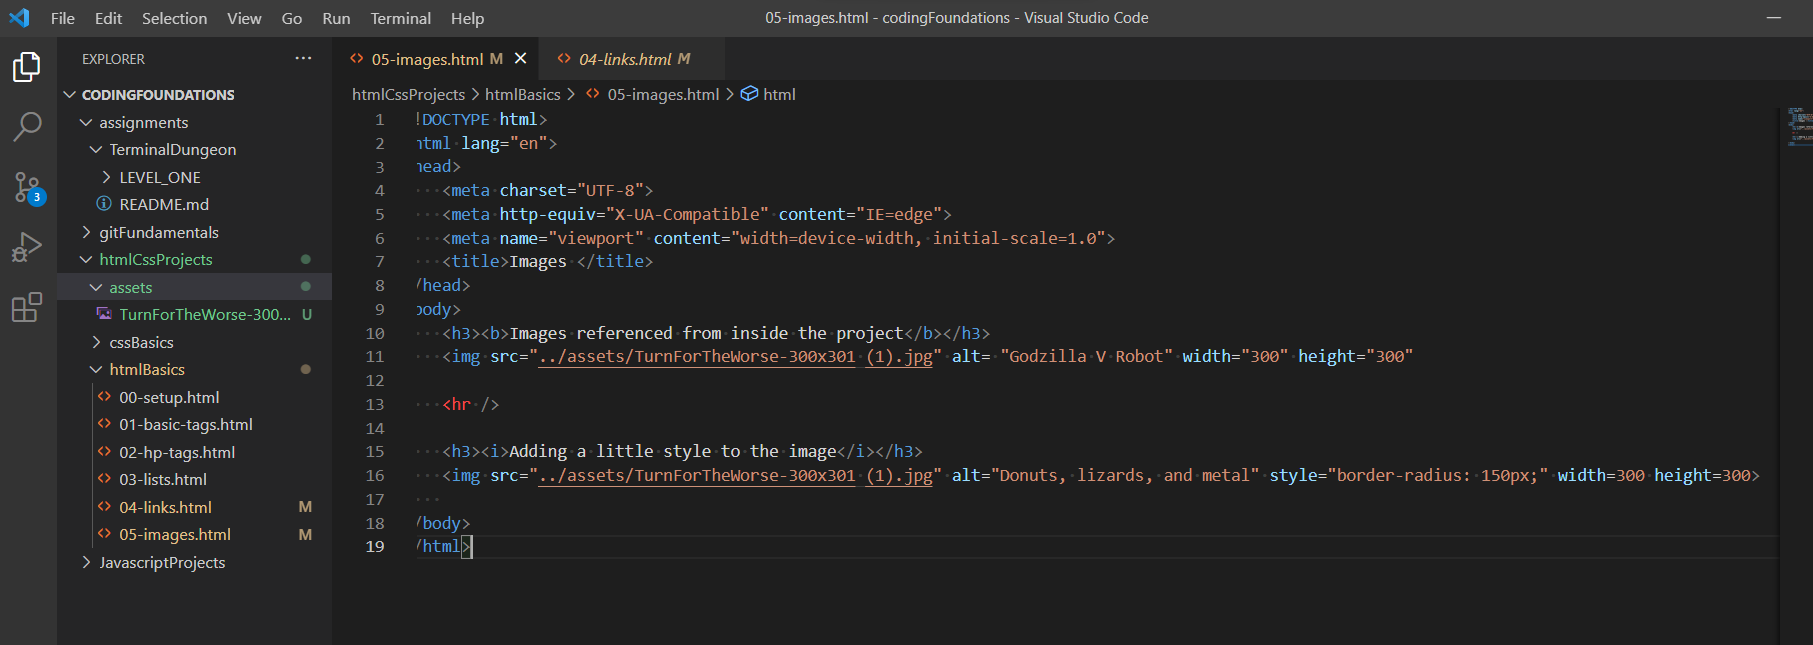 File Edit Selection View Go Run Terminal Help
05-images.html - codingFoundations - Visual Studio Code
EXPLORER
CODINGFOUNDATIONS
assignments
TerminalDungeon
LEVEL_ONE
README.md
gitFundamentals
htmlCssProjects
assets
TurnForTheWorse-300... U
cssBasics
htmlBasics
00-setup.html
01-basic-tags.html
02-hp-tags.html
03-lists.html
04-links.html M
05-images.html M
JavascriptProjects
3
05-images.html M
04-links.html M
htmlCssProjects > htmlBasics > 05-images.html > html
1 !DOCTYPE html>
2 html lang="en">
3 head>
4 <meta charset="UTF-8">
5 <meta http-equiv="X-UA-Compatible" content="IE=edge">
6 <meta name="viewport" content="width=device-width, initial-scale=1.0">
7 <title>Images </title>
8 /head>
9 body>
10 <h3><b>Images referenced from inside the project</b></h3>
11 <img src="../assets/TurnForTheWorse-300x301 (1).jpg" alt= "Godzilla V Robot" width="300" height="300"
12
13 <hr />
14
15 <h3><i>Adding a little style to the image</i></h3>
16 <img src="../assets/TurnForTheWorse-300x301 (1).jpg" alt="Donuts, lizards, and metal" style="border-radius: 150px;" width=300 height=300>
17
18 /body>
19 /html>